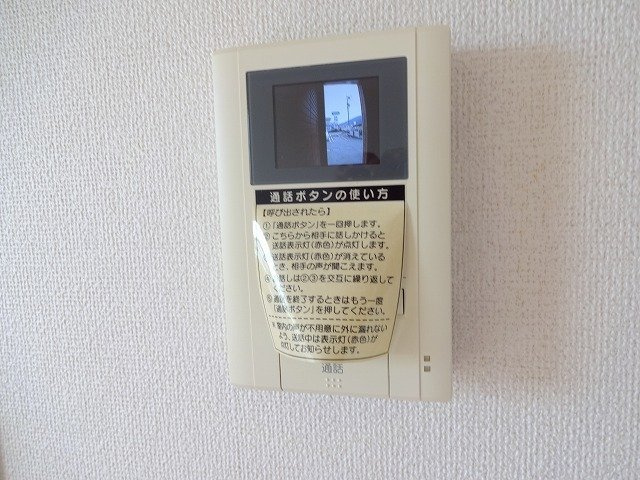 通話ボタンの使い方
【呼び出されたら】
①「通話ボタン」を一回押します。
②こちらから相手に話しかけると
送話表示灯(赤色)が点灯します。
③送話表示灯(赤色)が消えている
とき、相手の声が聞こえます。
④お話しは②③を交互に繰り返して
ください。
⑤通話を終了するときはもう一度
「通話ボタン」を押してください。
室内の声が不用意に外に漏れない
よう、送話中は表示灯(赤色)が
点灯してお知らせします。
通話